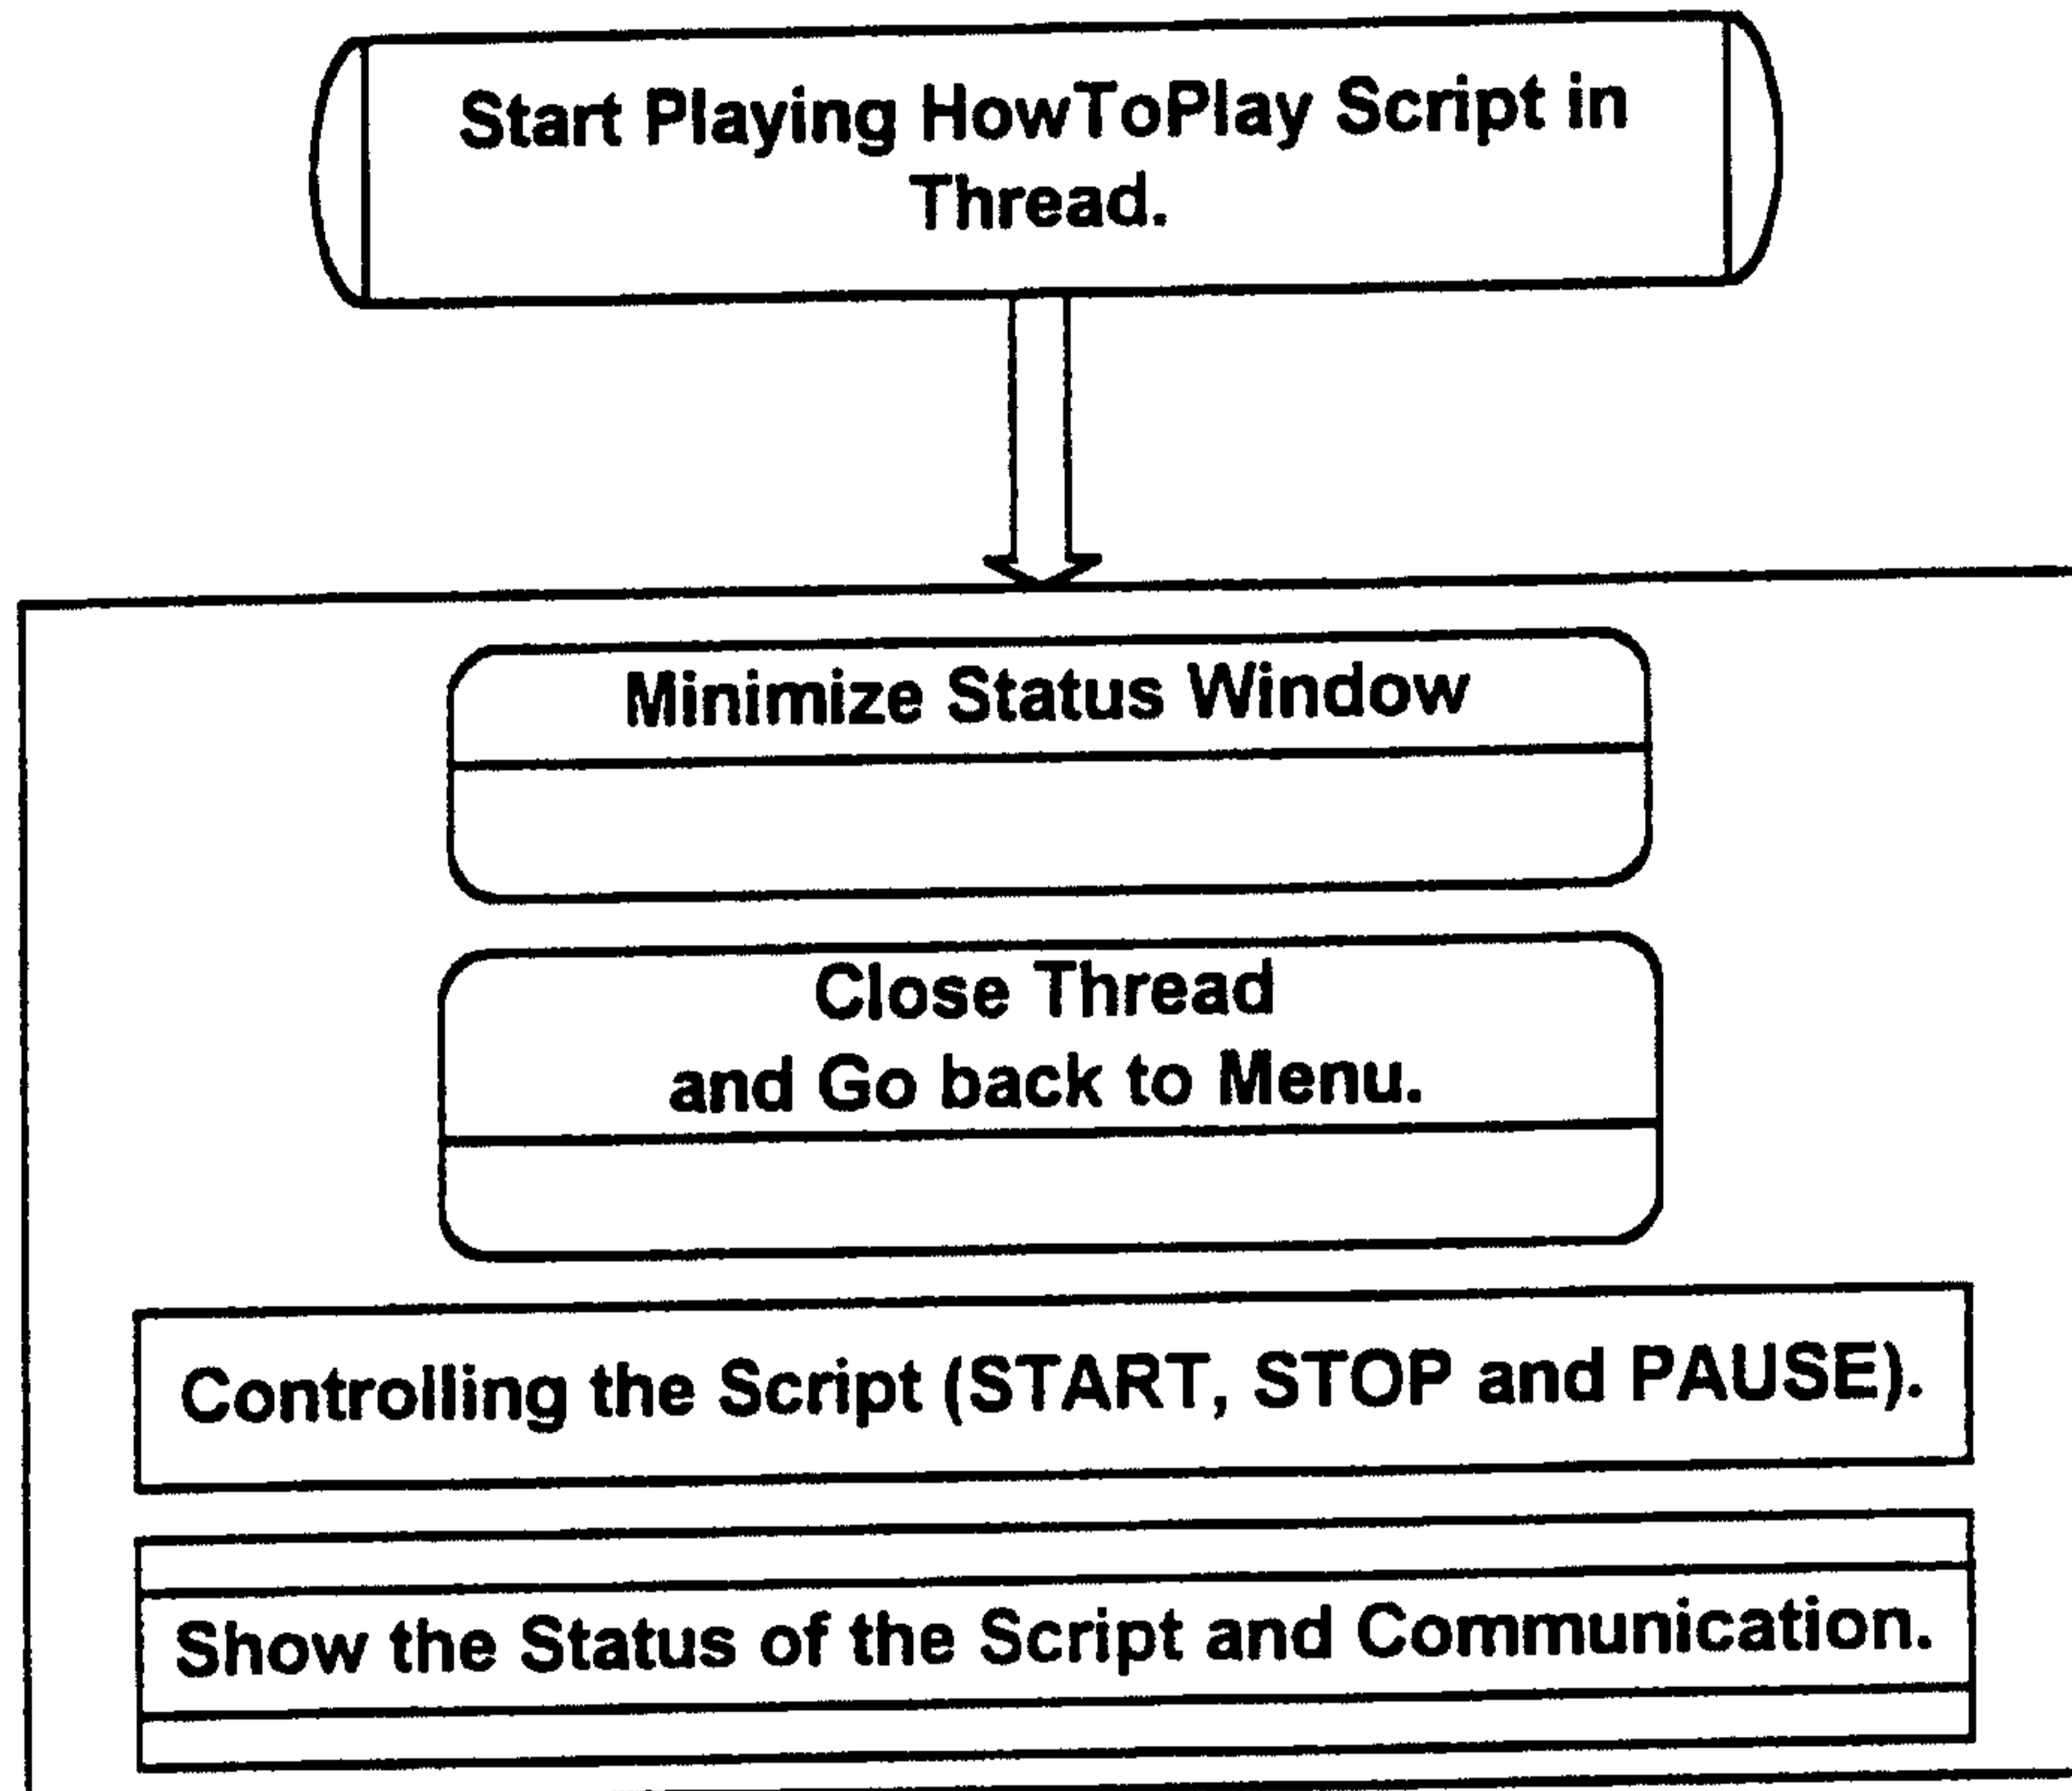 Start Playing HowToPlay Script in
Thread.
Minimize Status Window
Close Thread
and Go back to Menu.
Controlling the Script (START, STOP and PAUSE).
Show the Status of the Script and Communication.